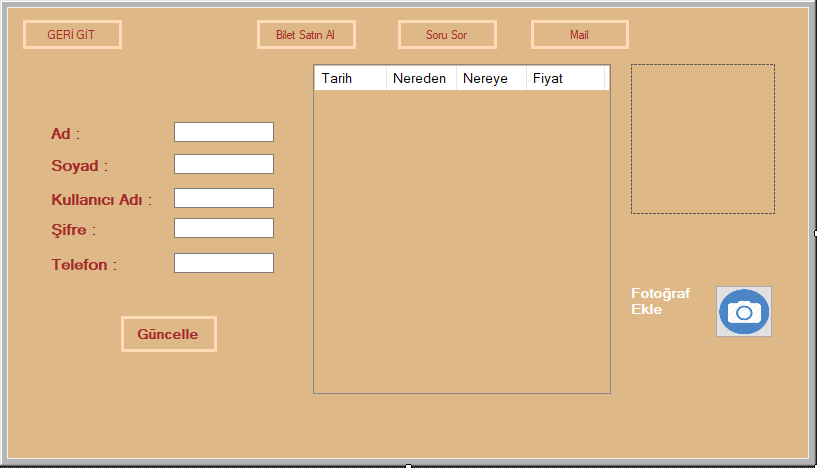 GERİ GİT
Bilet Satın Al
Soru Sor
Mail
Tarih Nereden Nereye Fiyat
Ad :
Soyad :
Kullanıcı Adı :
Şifre :
Telefon :
Güncelle
Fotoğraf
Ekle